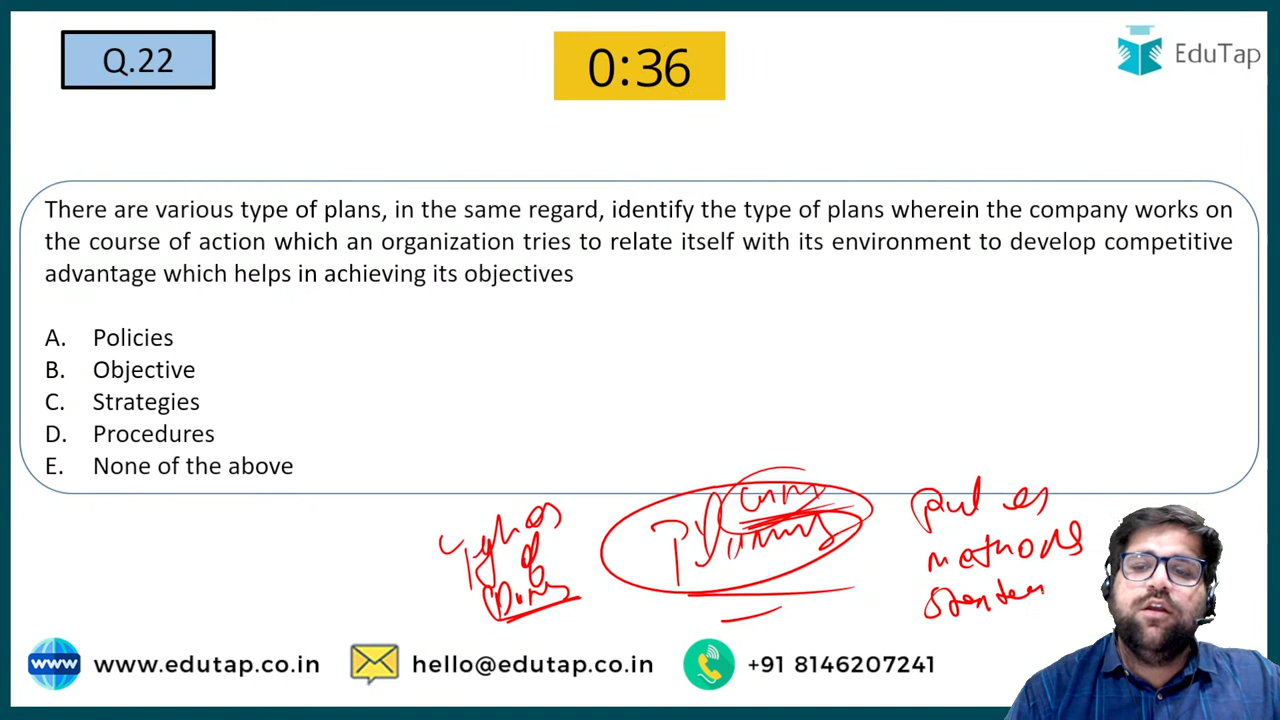 Q.22
0:36
EduTap
There are various type of plans, in the same regard, identify the type of plans wherein the company works on
the course of action which an organization tries to relate itself with its environment to develop competitive
advantage which helps in achieving its objectives
A. Policies
B. Objective
C. Strategies
D. Procedures
E. None of the above
Types
of
Planning
methods
www www.edutap.co.in
hello@edutap.co.in
+91 8146207241